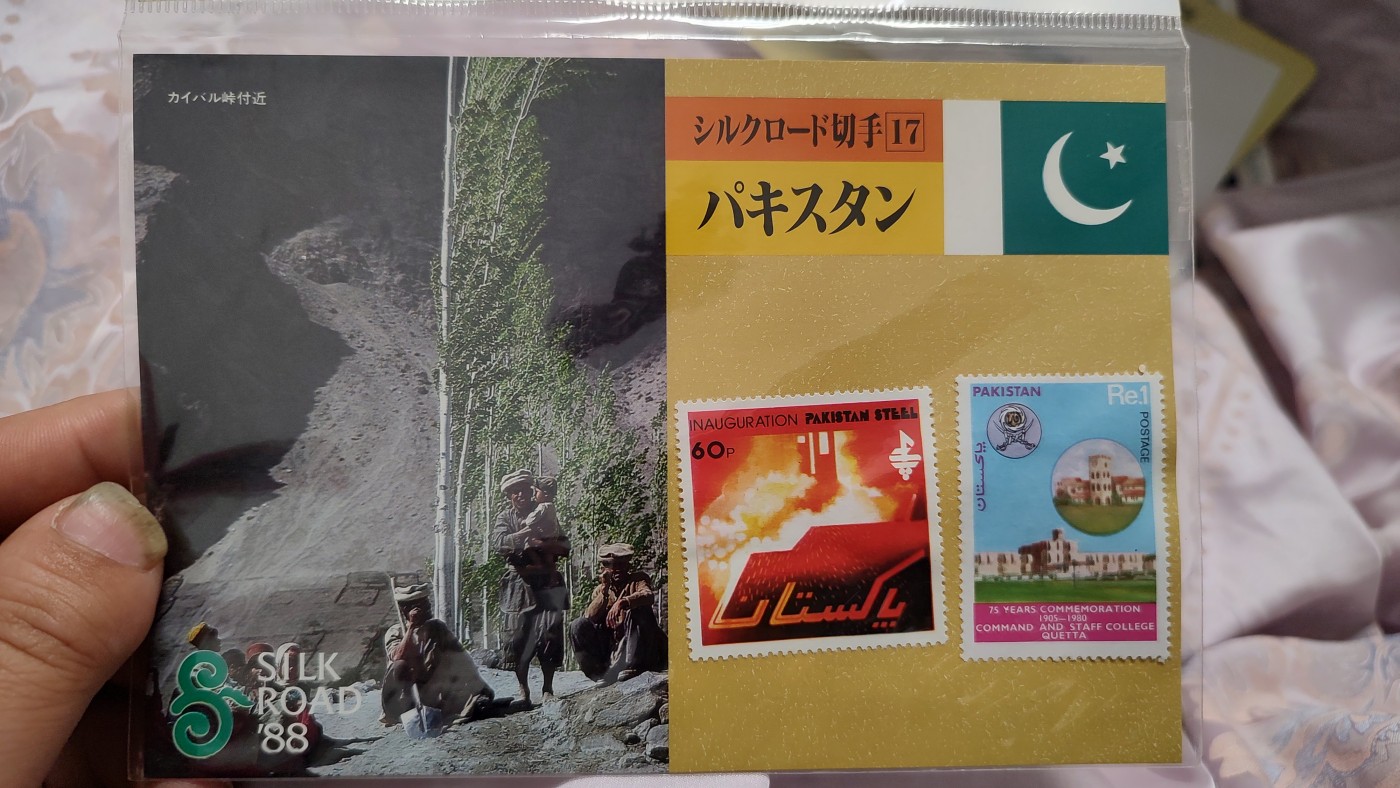 カイバル峠付近
SILK
ROAD
'88
シルクロード切手17
パキスタン
INAUGURATION PAKISTAN STEEL
60P
پاکستان
PAKISTAN
Re.1
POSTAGE
پاکستان
75 YEARS COMMEMORATION
1905–1980
COMMAND AND STAFF COLLEGE
QUETTA